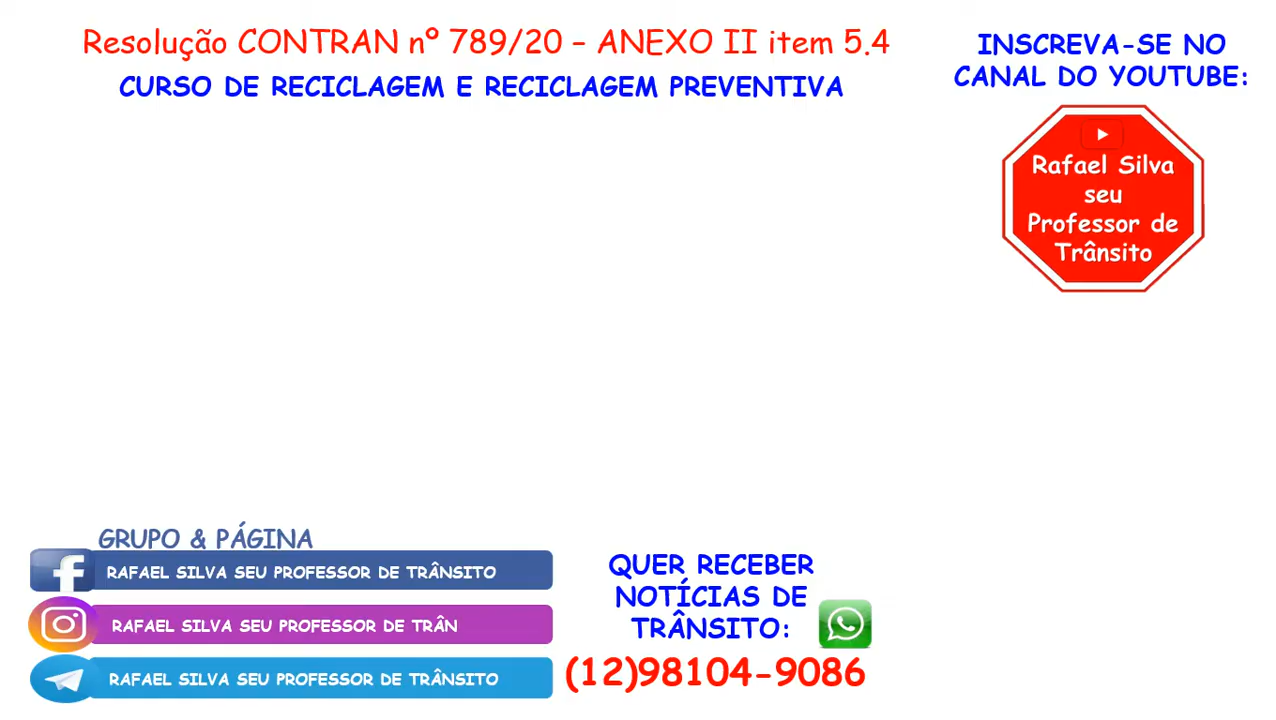 Resolução CONTRAN nº 789/20 – ANEXO II item 5.4
CURSO DE RECICLAGEM E RECICLAGEM PREVENTIVA
INSCREVA-SE NO
CANAL DO YOUTUBE:
Rafael Silva
seu
Professor de
Trânsito
GRUPO & PÁGINA
RAFAEL SILVA SEU PROFESSOR DE TRÂNSITO
RAFAEL SILVA SEU PROFESSOR DE TRÂN
RAFAEL SILVA SEU PROFESSOR DE TRÂNSITO
QUER RECEBER
NOTÍCIAS DE
TRÂNSITO:
(12)98104-9086